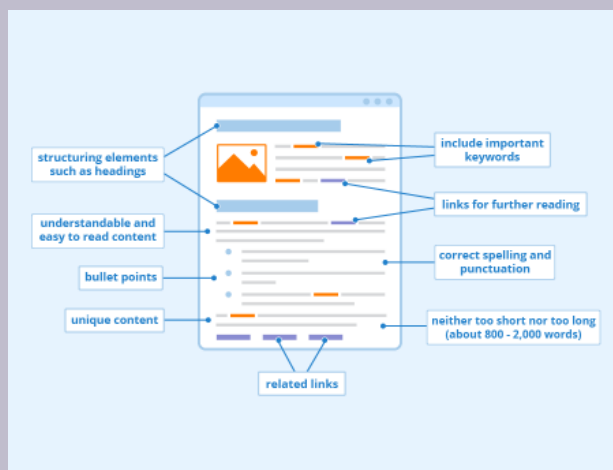 structuring elements
such as headings
understandable and
easy to read content
bullet points
unique content
include important
keywords
links for further reading
correct spelling and
punctuation
neither too short nor too long
(about 800 - 2,000 words)
related links